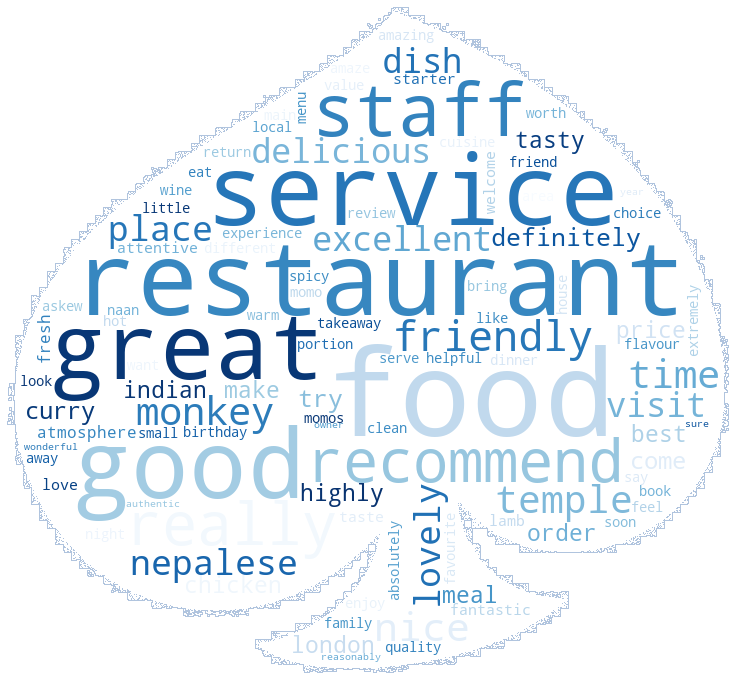 amazing
dish
amaze
starter
value
menu
staff
main
worth
local
tasty
return
delicious
cuisine
friend
eat
service
welcome
wine
year
little
review
choice
place
experience
excellent
definitely
attentive
different
restaurant
spicy
house
bring
momo
askew
naan
warm
like
extremely
hot
takeaway
price
fresh
great
portion
friendly
flavour
want
serve
helpful
dinner
look
indian
make
food
time
curry
monkey
try
visit
momos
owner
clean
sure
atmosphere
small
birthday
best
wonderful
good
recommend
come
away
say
love
highly
temple
book
authentic
really
taste
lamb
feel
soon
night
absolutely
lovely
favourite
order
nepalese
chicken
meal
enjoy
fantastic
family
nice
london
quality
reasonably